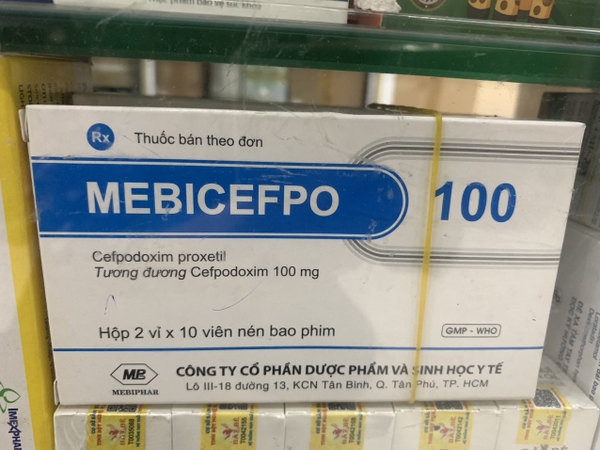 Rx Thuốc bán theo đơn
MEBICEFPO 100
Cefpodoxim proxetil
Tương đương Cefpodoxim 100 mg
Hộp 2 vỉ x 10 viên nén bao phim
GMP - WHO
MB
MEBIPHAR
CÔNG TY CỔ PHẦN DƯỢC PHẨM VÀ SINH HỌC Y TẾ
Lô III-18 đường 13, KCN Tân Bình, Q. Tân Phú, TP. HCM